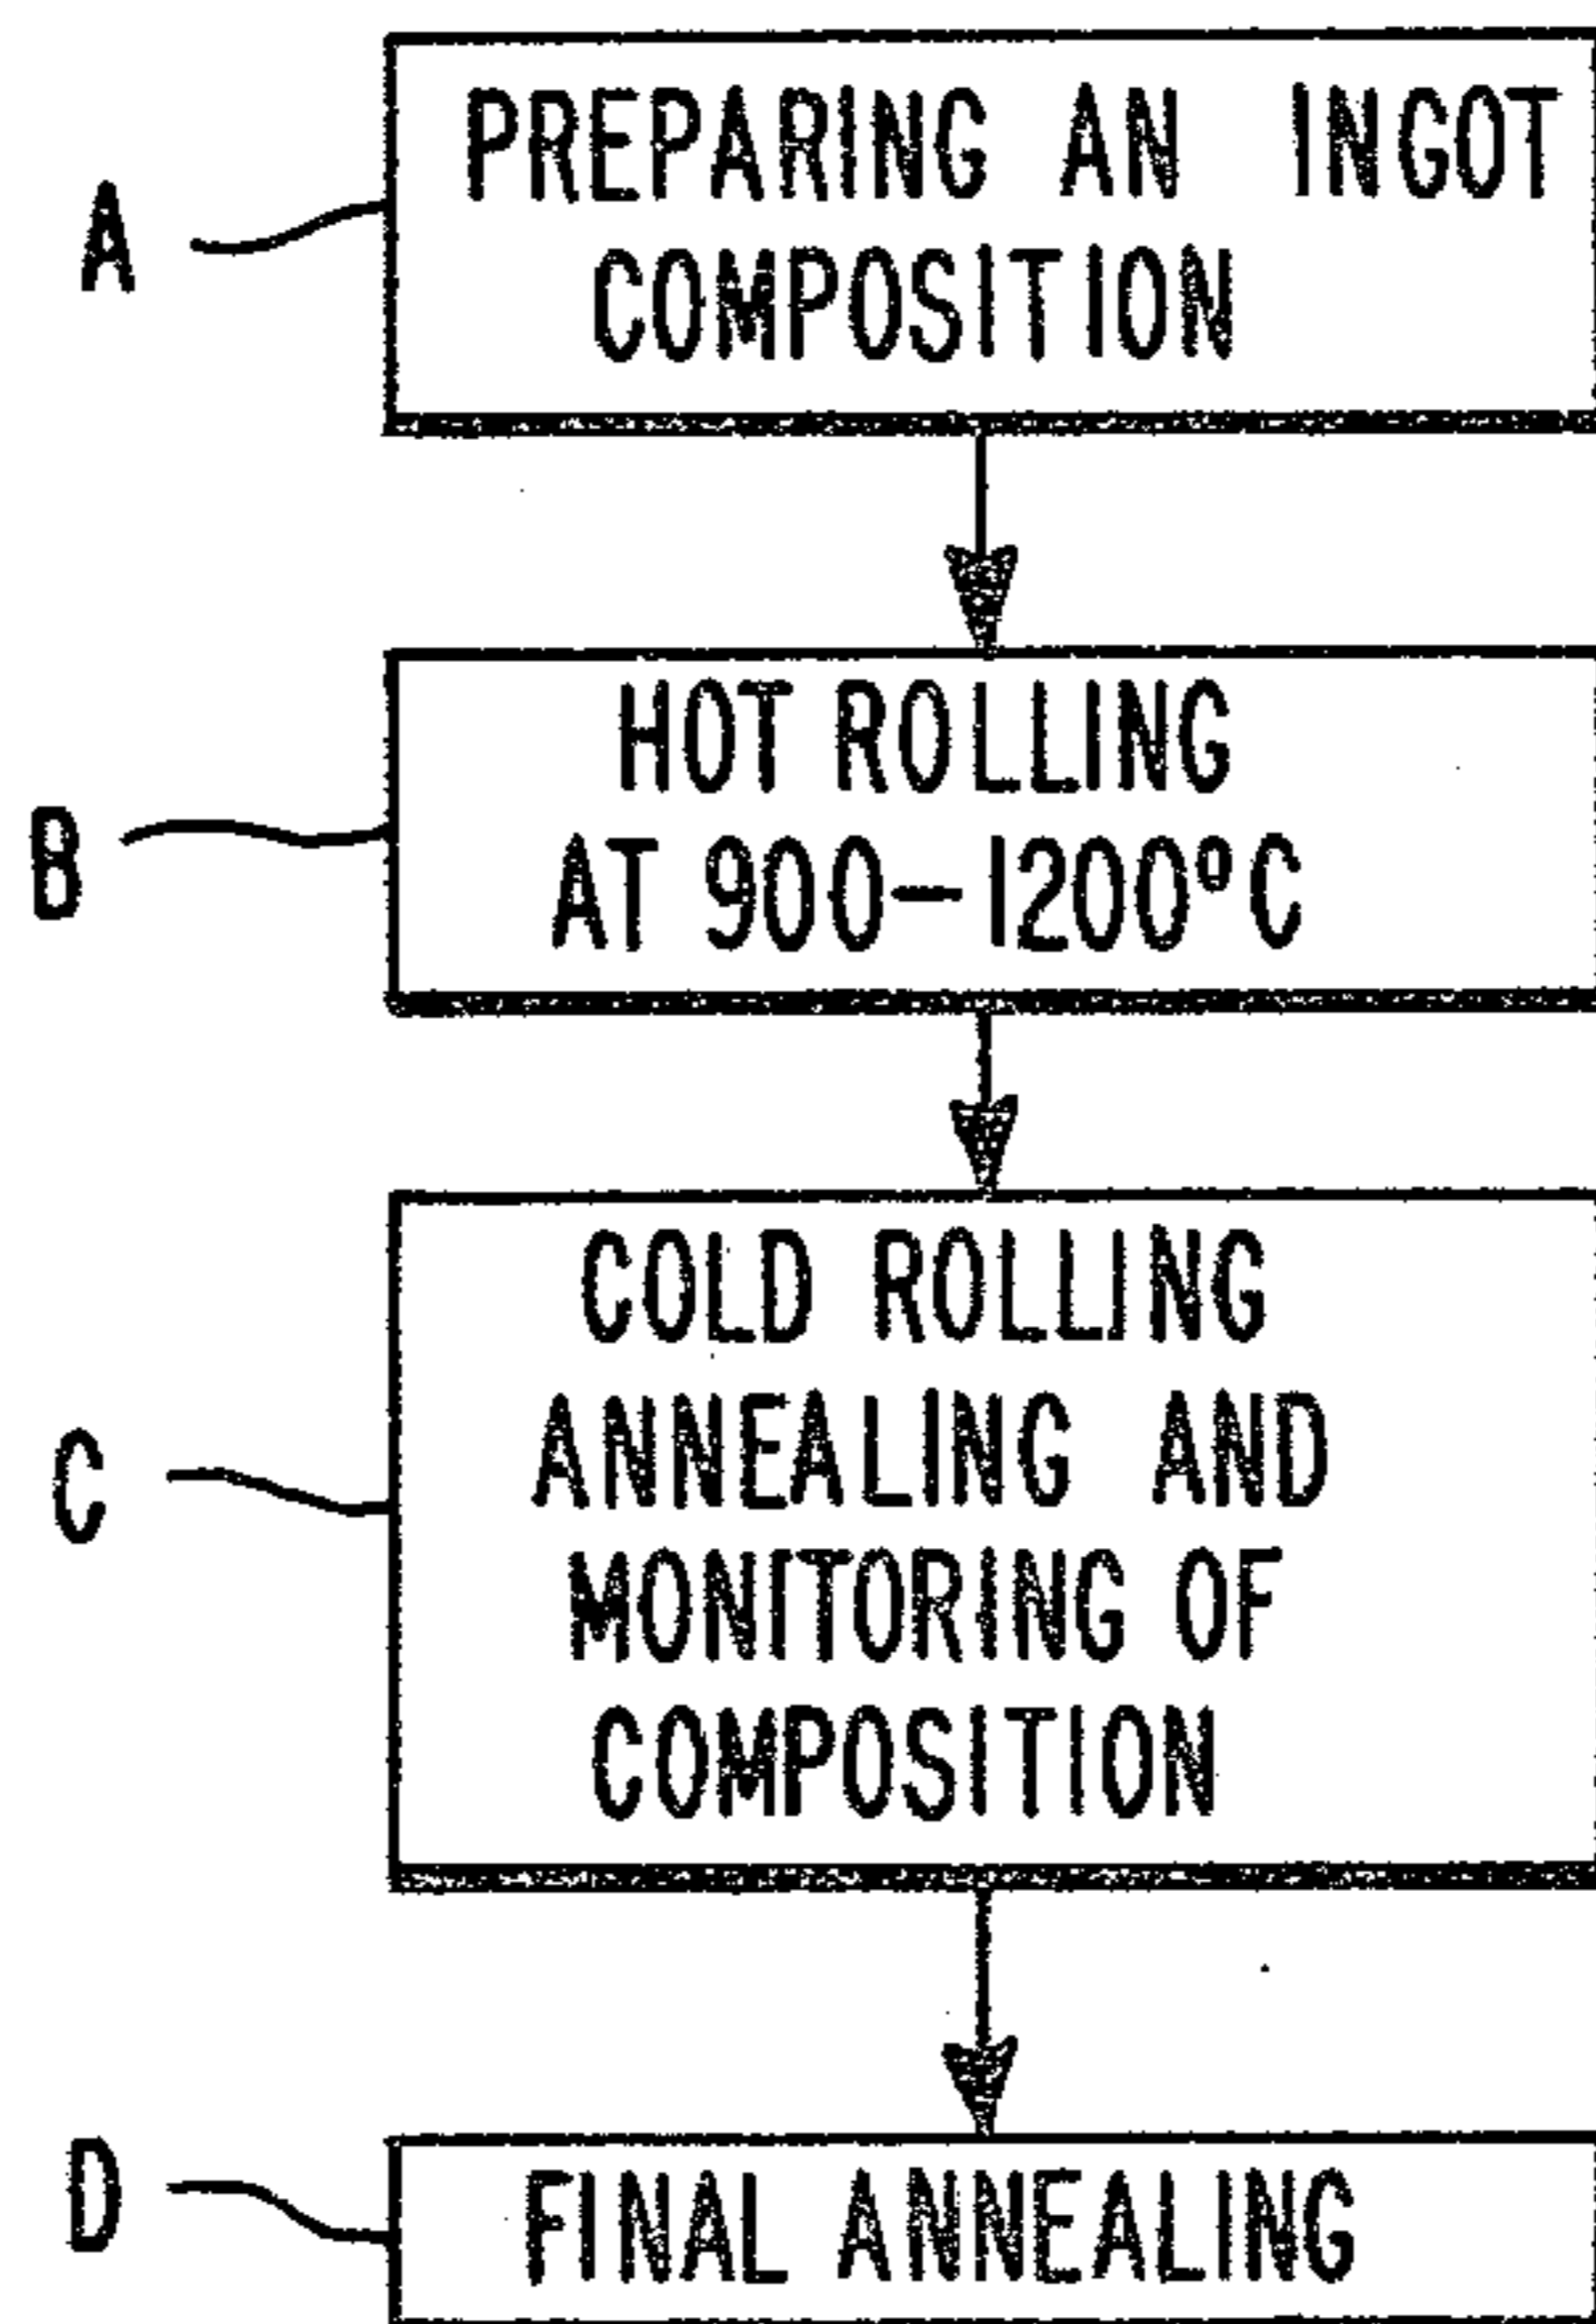 A
PREPARING AN INGOT
COMPOSITION
B
HOT ROLLING
AT 900-1200°C
C
COLD ROLLING
ANNEALING AND
MONITORING OF
COMPOSITION
D
FINAL ANNEALING